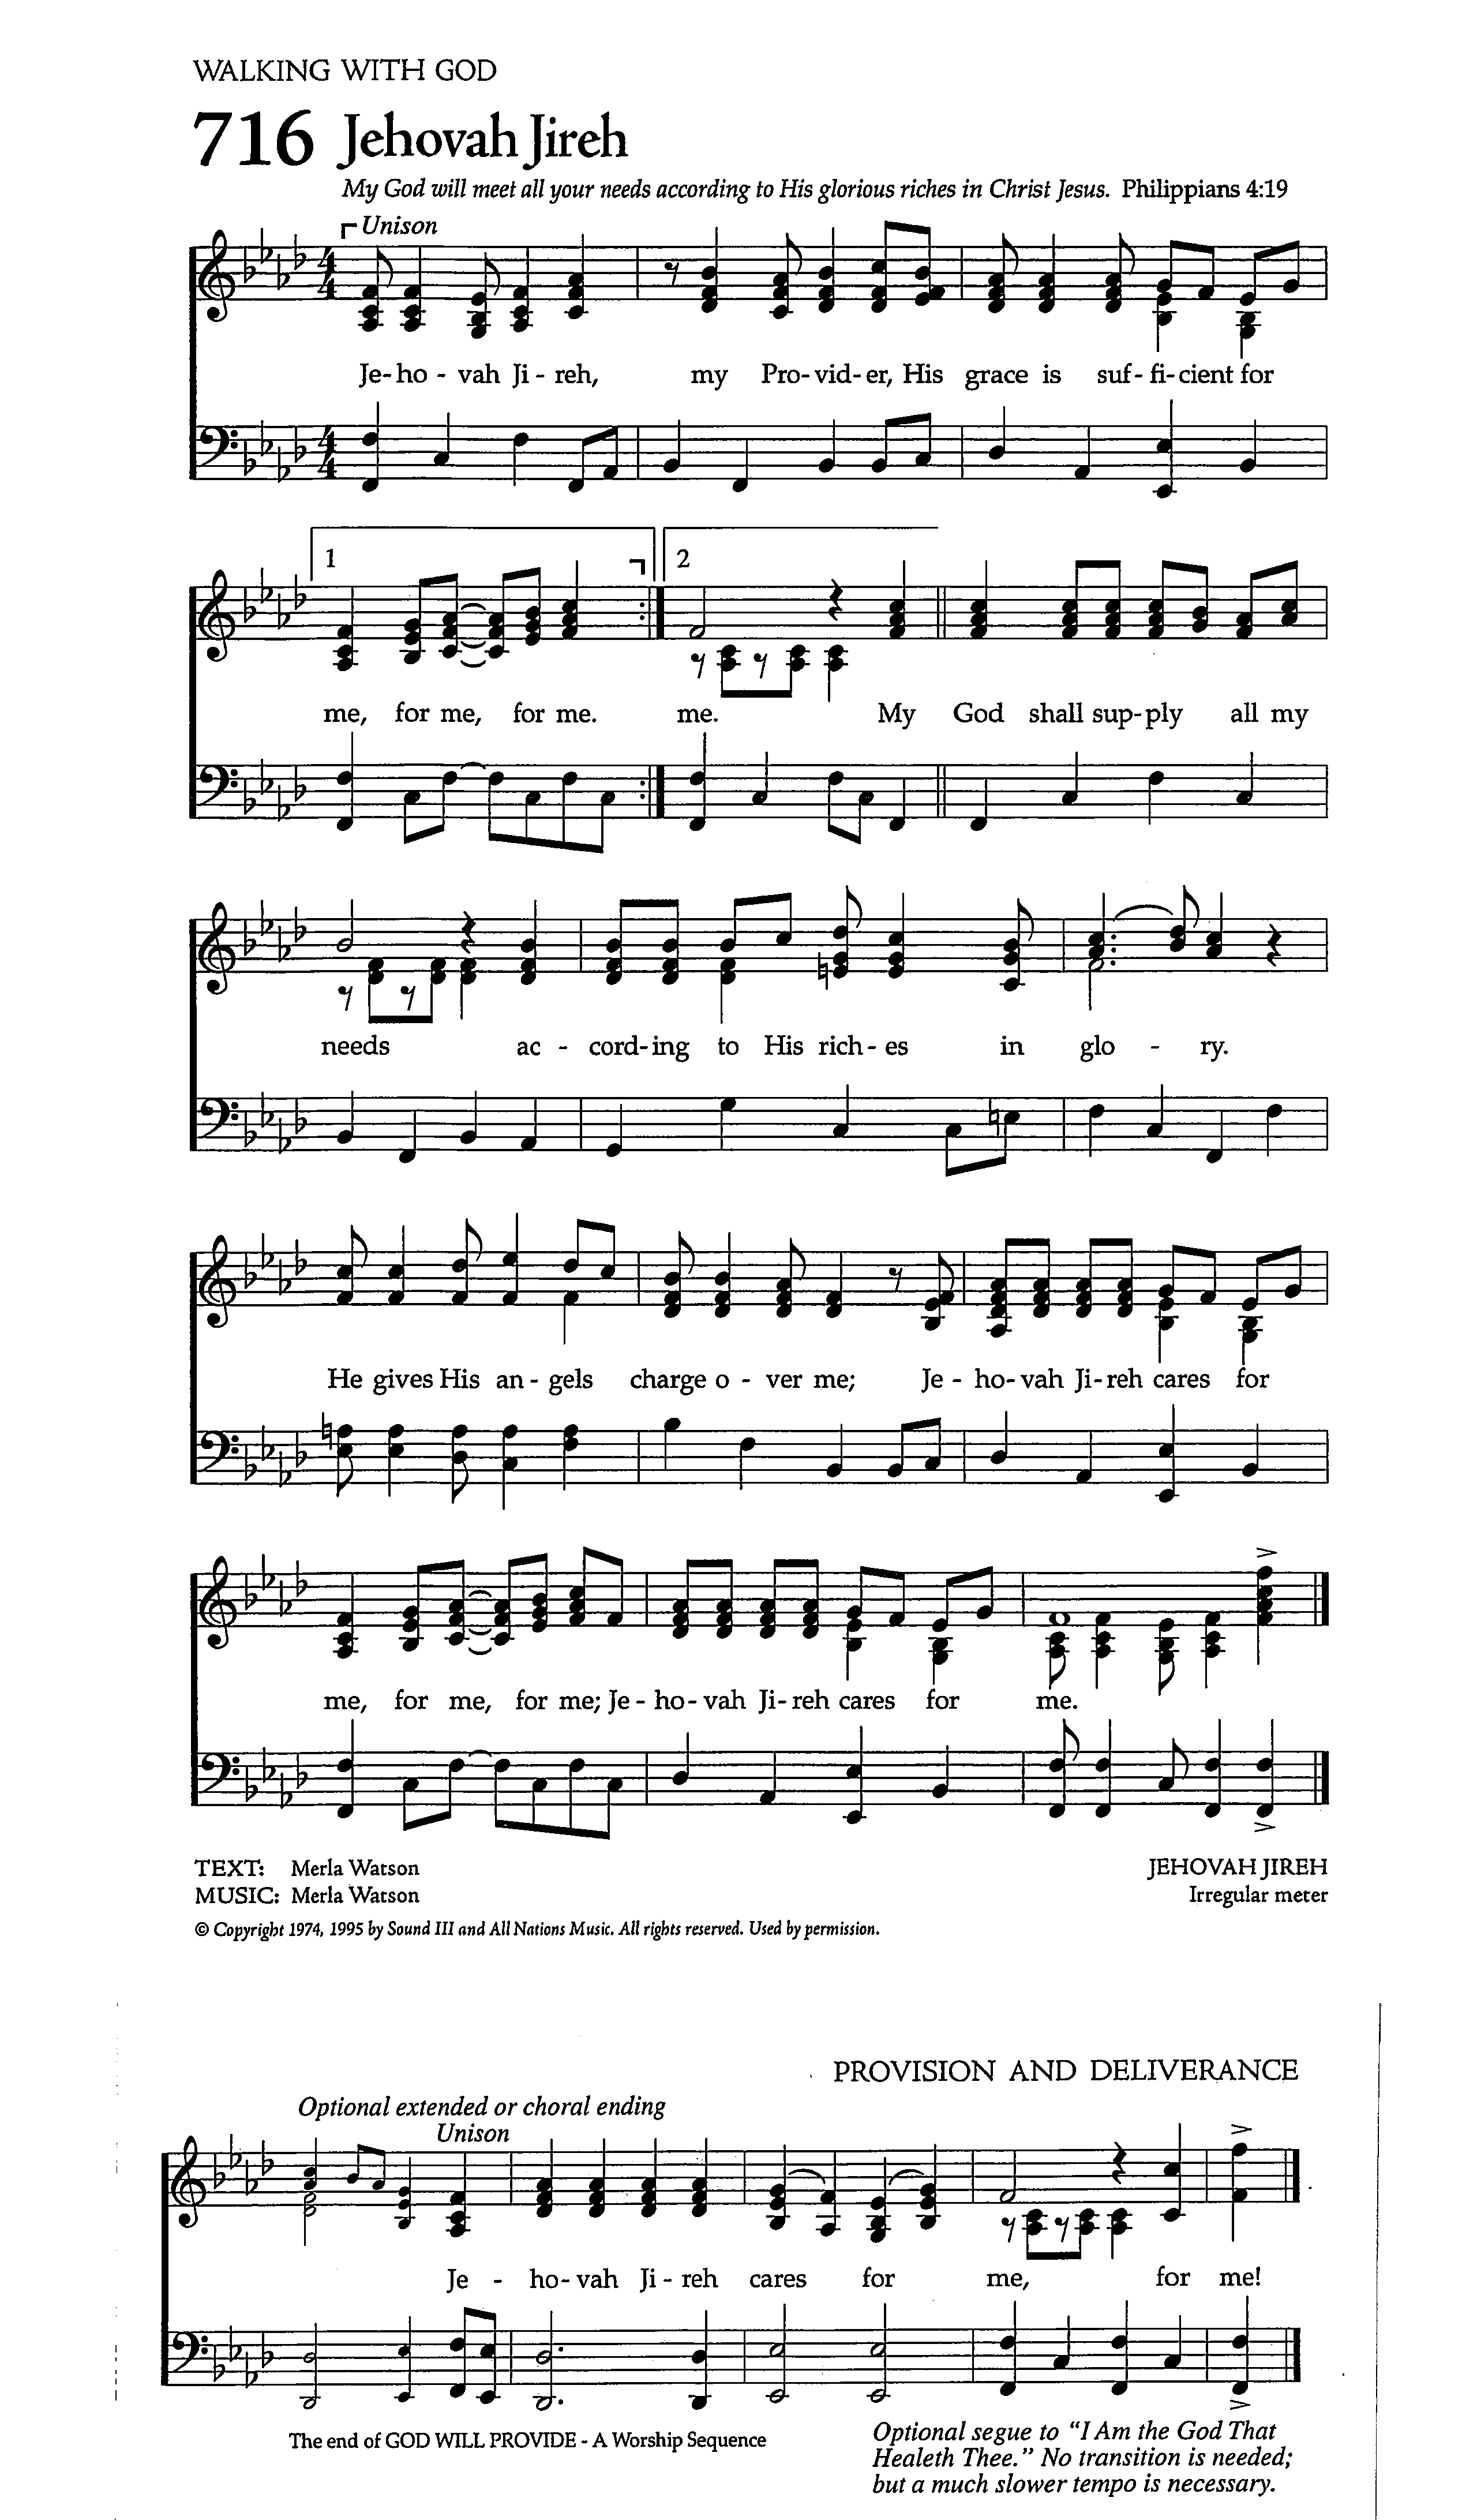 WALKING WITH GOD
716 Jehovah Jireh
My God will meet all your needs according to His glorious riches in Christ Jesus. Philippians 4:19
Unison
Je-ho - vah Ji - reh, my Pro-vid-er, His grace is suf-fi-cient for
1 2
me, for me, for me. me. My God shall sup-ply all my
needs ac - cord-ing to His rich-es in glo - ry.
He gives His an-gels charge o - ver me; Je - ho-vah Ji-reh cares for
me, for me, for me; Je - ho-vah Ji-reh cares for me.
TEXT: Merla Watson JEHOVAH JIREH
MUSIC: Merla Watson Irregular meter
© Copyright 1974, 1995 by Sound III and All Nations Music. All rights reserved. Used by permission.
PROVISION AND DELIVERANCE
Optional extended or choral ending
Unison
Je - ho-vah Ji - reh cares for me, for me!
The end of GOD WILL PROVIDE - A Worship Sequence
Optional segue to "I Am the God That
Healeth Thee." No transition is needed;
but a much slower tempo is necessary.